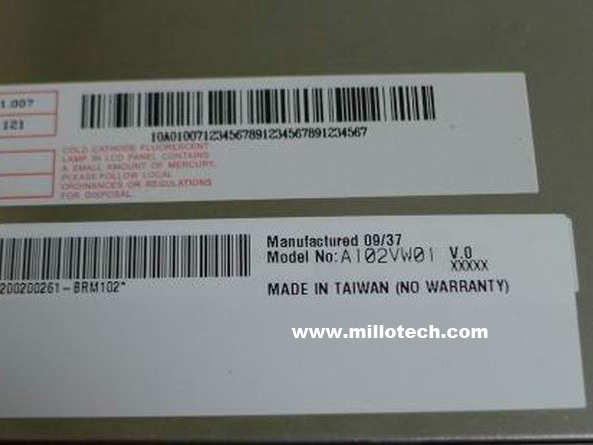 1.007
121
10A010071234567891234567891234567
COLD CATHODE FLUORESCENT
LAMP IN LCD PANEL CONTAINS
A SMALL AMOUNT OF MERCURY,
PLEASE FOLLOW LOCAL
ORDINANCES OR REGULATIONS
FOR DISPOSAL.
Manufactured 09/37
Model No: A102VW01 V.0
XXXXX
200200261-BRM102*
MADE IN TAIWAN (NO WARRANTY)
www.millotech.com